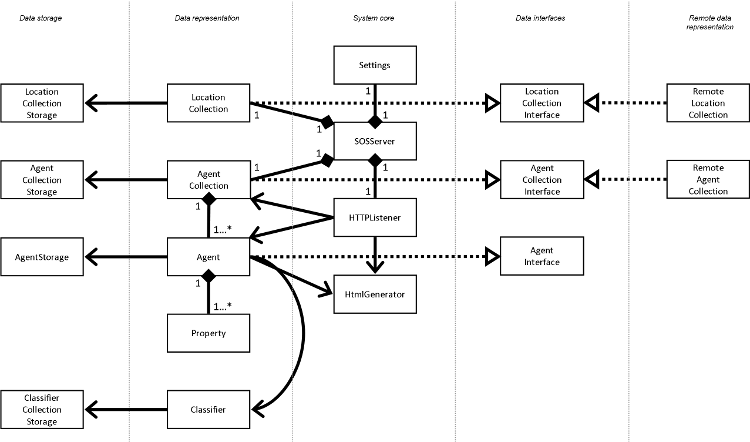 Data storage
Data representation
System core
Data interfaces
Remote data
representation
Settings
1
Location
Collection
Storage
Location
Collection
Location
Collection
Interface
Remote
Location
Collection
1
1
1
SOSServer
Agent
Collection
Storage
Agent
Collection
1
1
1
Agent
Collection
Interface
Remote
Agent
Collection
1
1
HTTPListener
1...*
AgentStorage
Agent
Agent
Interface
1
HtmlGenerator
1...*
Property
Classifier
Collection
Storage
Classifier